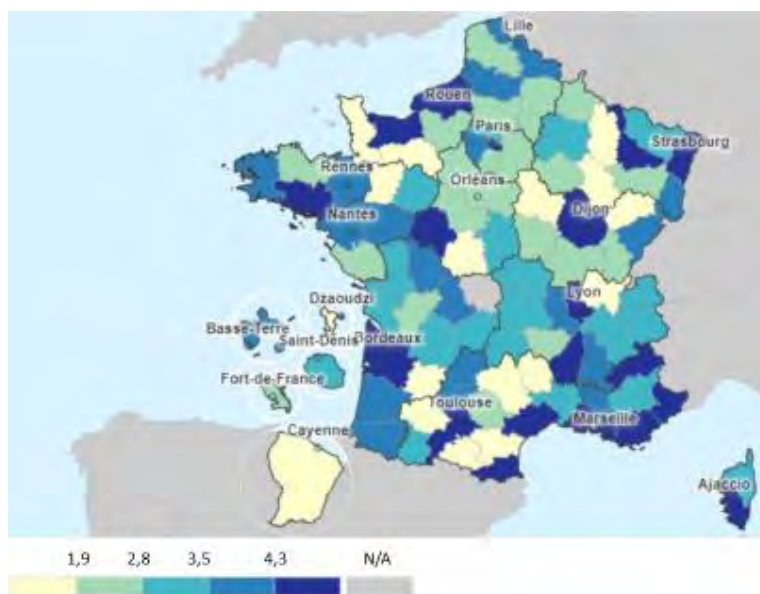 Lille
Rouen
Paris
Strasbourg
Rennes
Orléans
Nantes
Dijon
Dzaoudzi
Lyon
Basse-Terre
Saint-Denis
Bordeaux
Fort-de-France
Toulouse
Marseille
Cayenne
Ajaccio
1,9 2,8 3,5 4,3 N/A